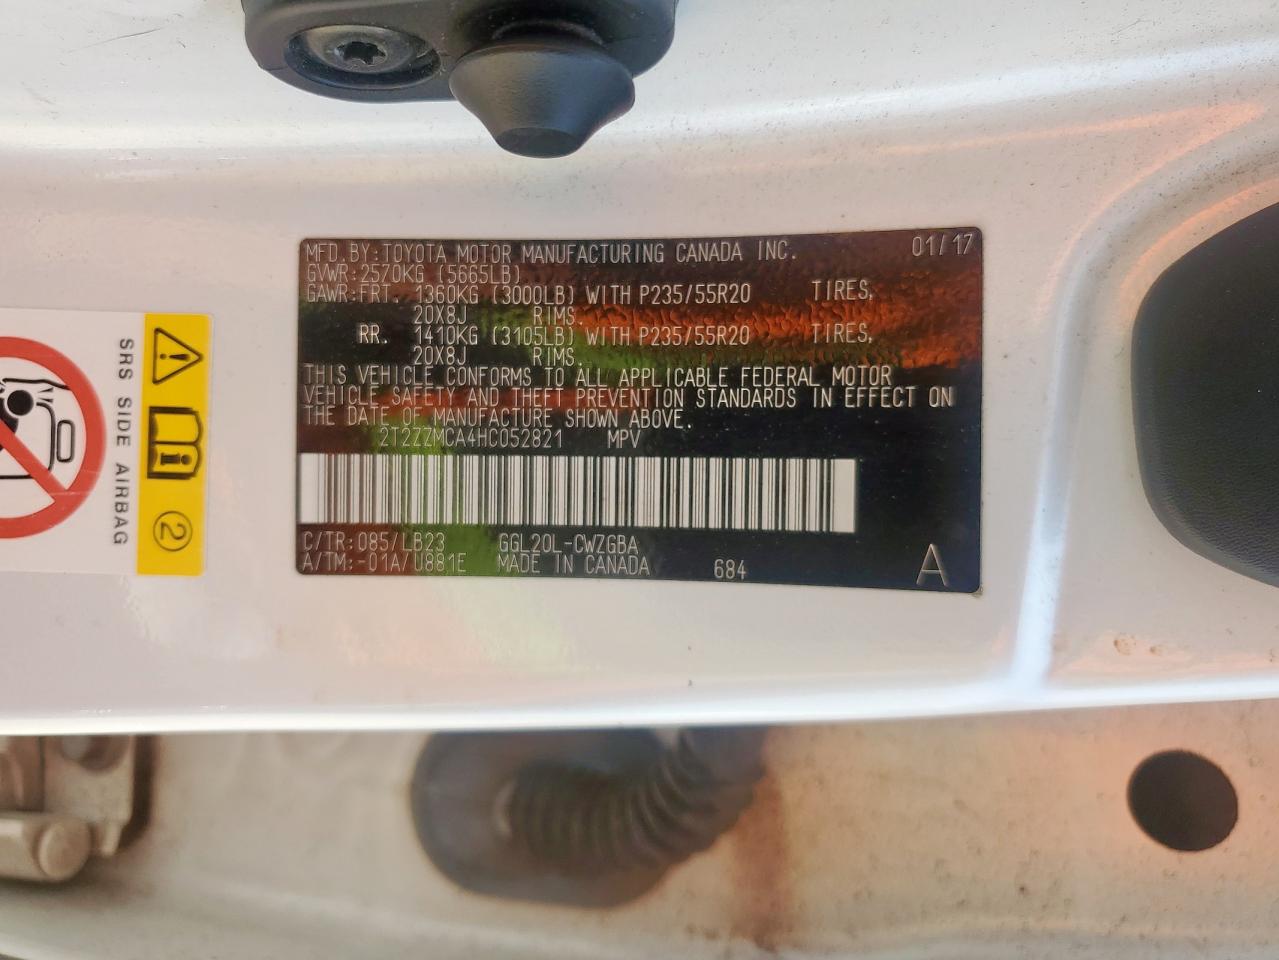 MFD.BY:TOYOTA MOTOR MANUFACTURING CANADA INC. 01/17
GVWR:2570KG (5665LB)
GAWR:FRT. 1360KG (3000LB) WITH P235/55R20 TIRES,
20X8J RIMS.
RR. 1410KG (3105LB) WITH P235/55R20 TIRES,
20X8J RIMS.
THIS VEHICLE CONFORMS TO ALL APPLICABLE FEDERAL MOTOR
VEHICLE SAFETY AND THEFT PREVENTION STANDARDS IN EFFECT ON
THE DATE OF MANUFACTURE SHOWN ABOVE.
2T2ZZMCA4HC052821 MPV
C/TR:085/LB23 GGL20L-CWZGBA
A/TM:-01A/U881E MADE IN CANADA 684 A
SRS SIDE AIRBAG
2